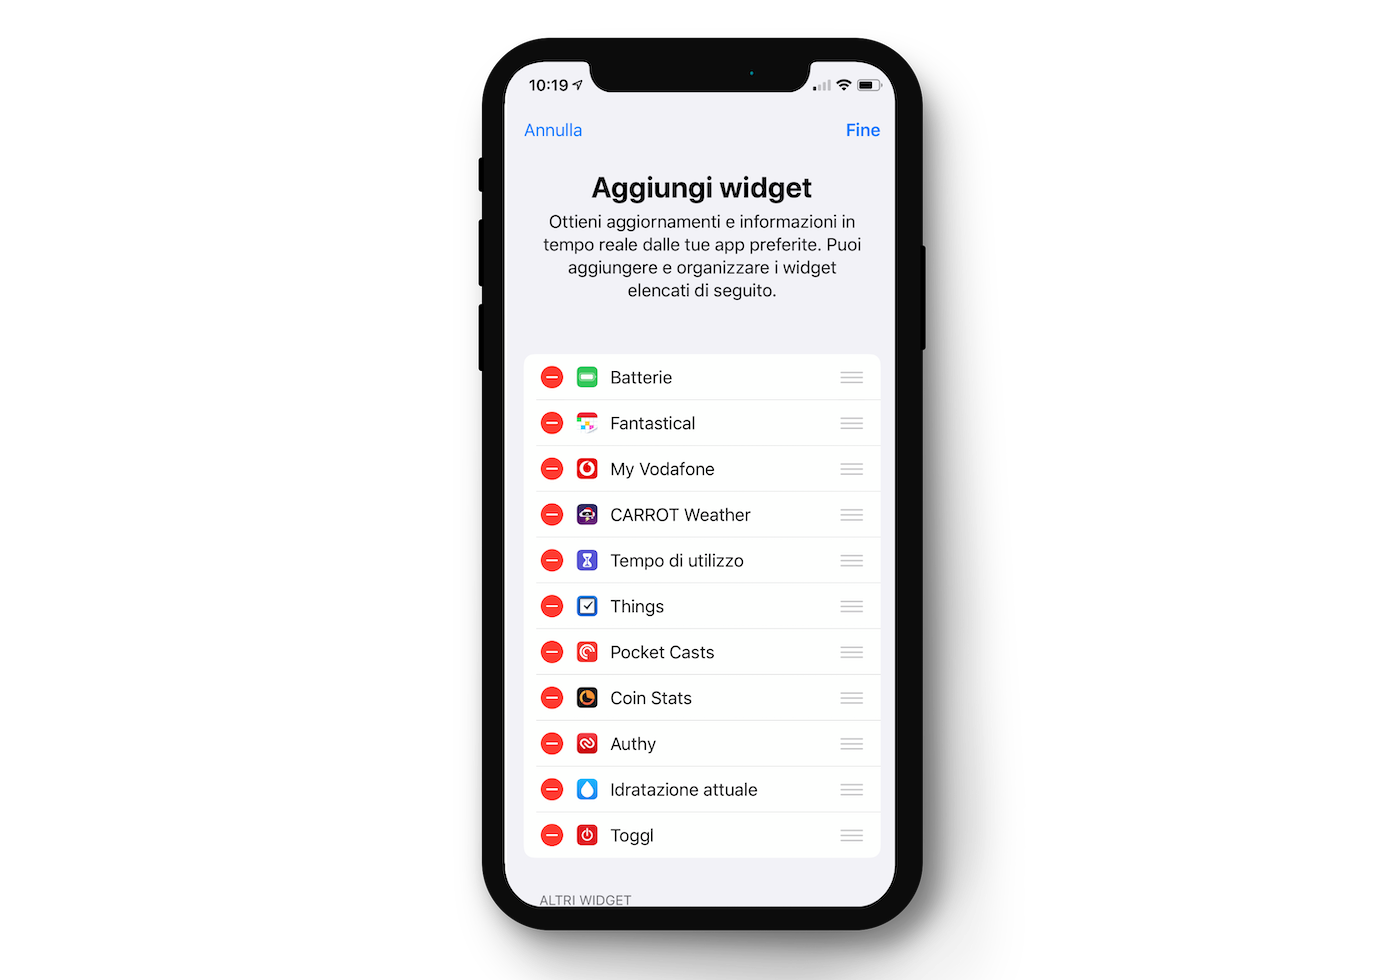 10:19
Annulla
Fine
Aggiungi widget
Ottieni aggiornamenti e informazioni in
tempo reale dalle tue app preferite. Puoi
aggiungere e organizzare i widget
elencati di seguito.
Batterie
Fantastical
My Vodafone
CARROT Weather
Tempo di utilizzo
Things
Pocket Casts
Coin Stats
Authy
Idratazione attuale
Toggl
ALTRI WIDGET